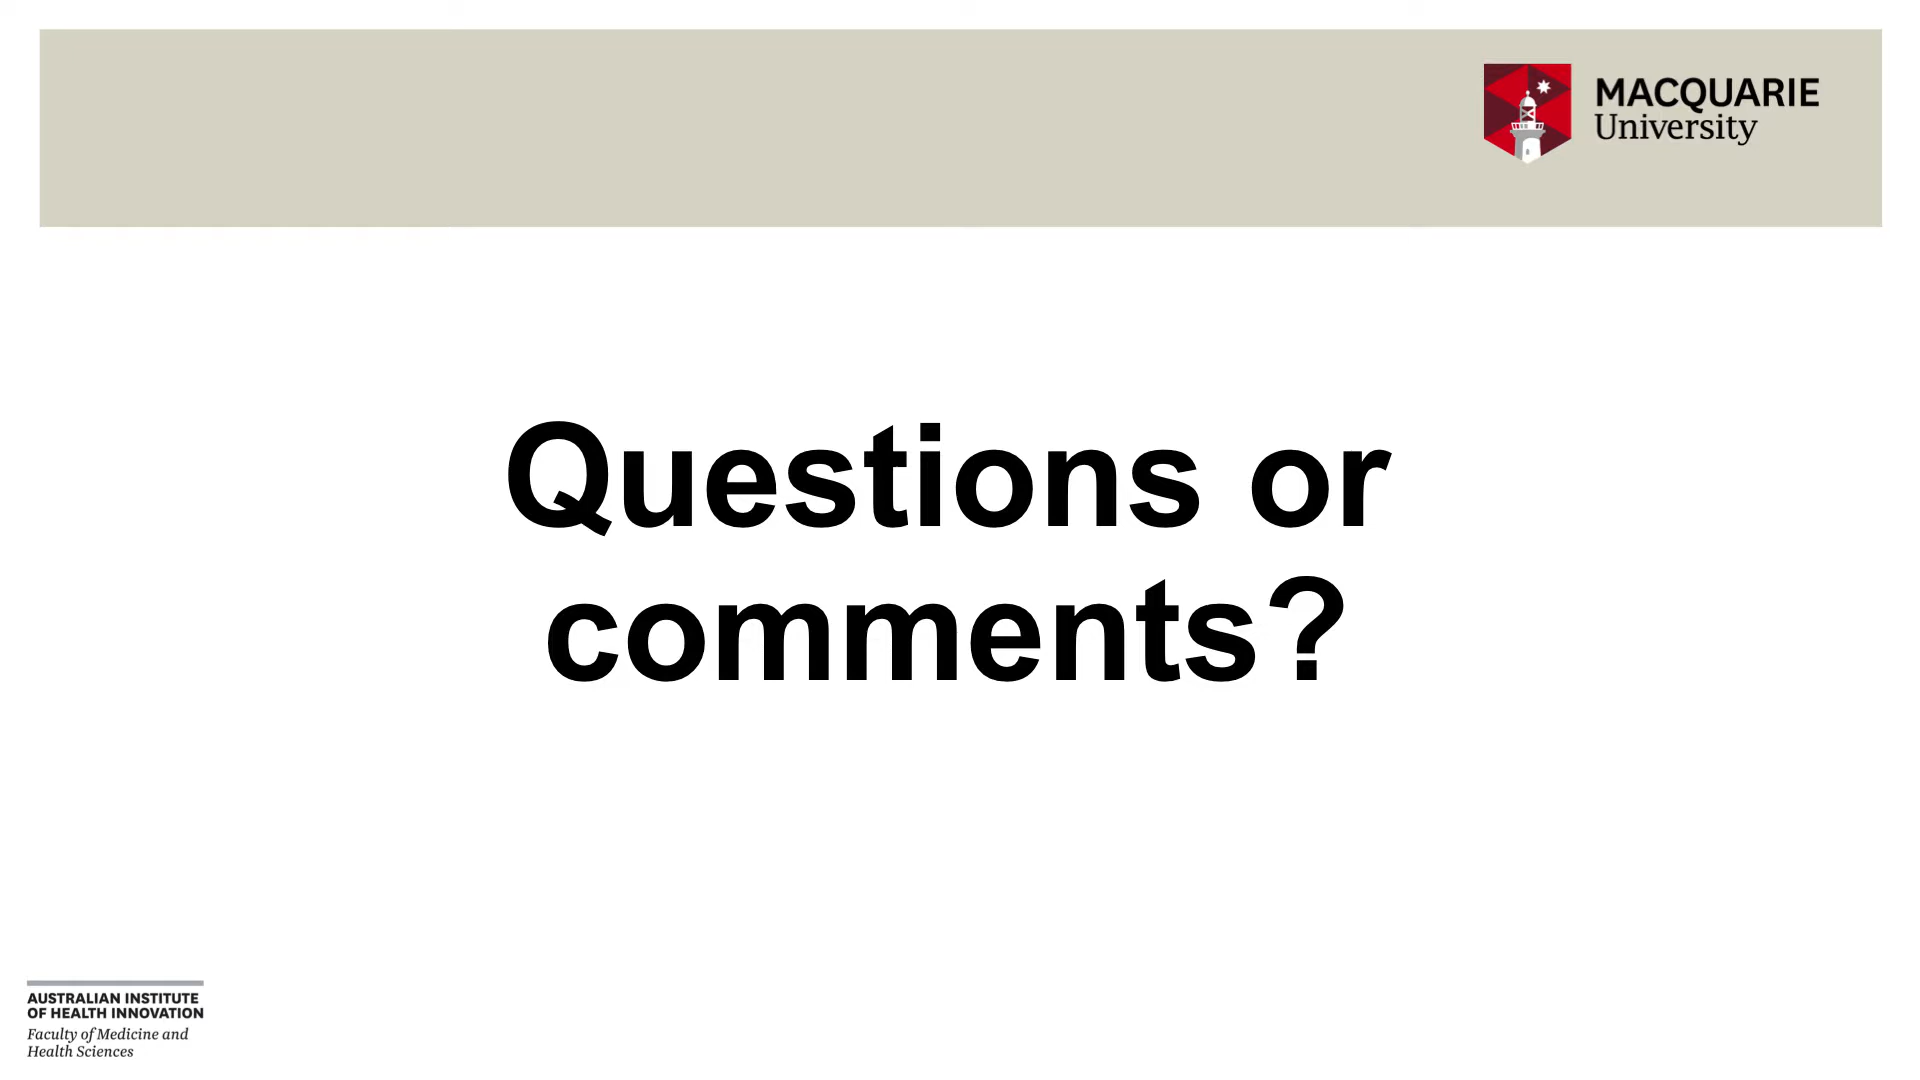 MACQUARIE
University
Questions or
comments?
AUSTRALIAN INSTITUTE
OF HEALTH INNOVATION
Faculty of Medicine and
Health Sciences